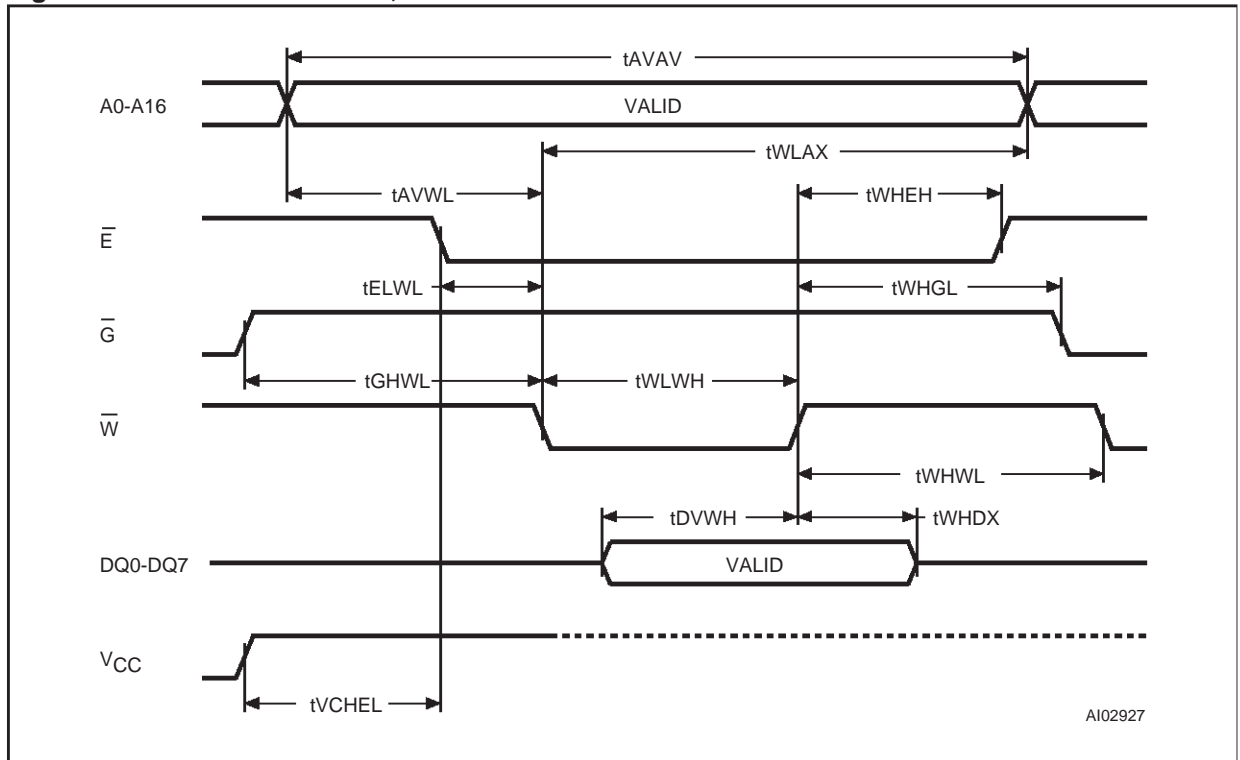 tAVAV
A0-A16
VALID
tWLAX
tAVWL
tWHEH
E
tELWL
tWHGL
G
tGHWL
tWLWH
W
tWHWL
tDVWH
tWHDX
DQ0-DQ7
VALID
VCC
tVCHEL
AI02927